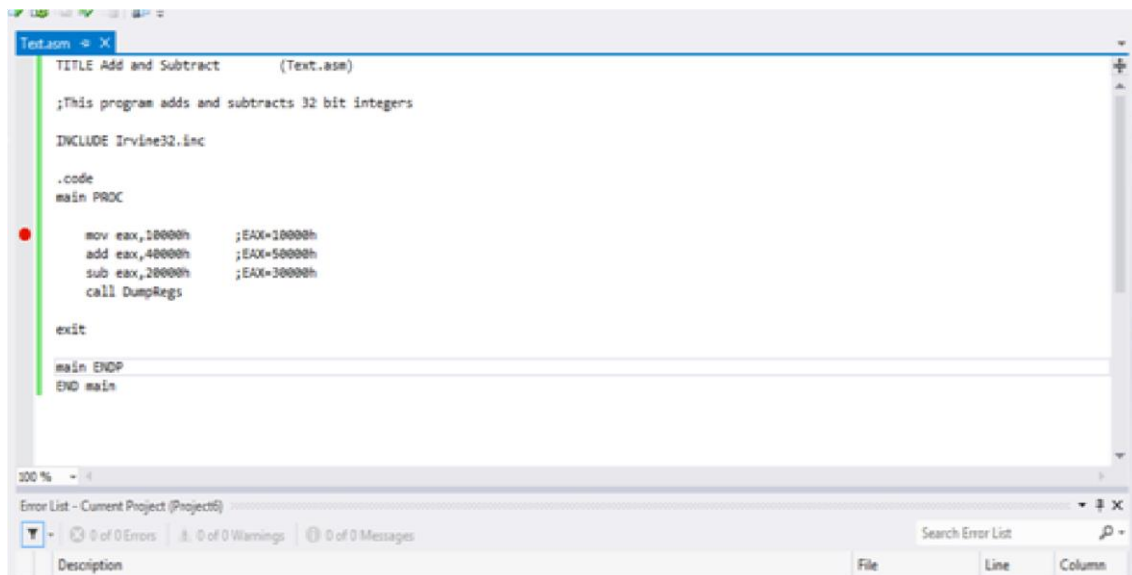 Text.asm
TITLE Add and Subtract (Text.asm)
;This program adds and subtracts 32 bit integers
INCLUDE Irvine32.inc
.code
main PROC
mov eax,10000h ;EAX=10000h
add eax,40000h ;EAX=50000h
sub eax,20000h ;EAX=30000h
call DumpRegs
exit
main ENDP
END main
100 %
Error List - Current Project (Project6)
0 of 0 Errors 0 of 0 Warnings 0 of 0 Messages Search Error List
Description File Line Column